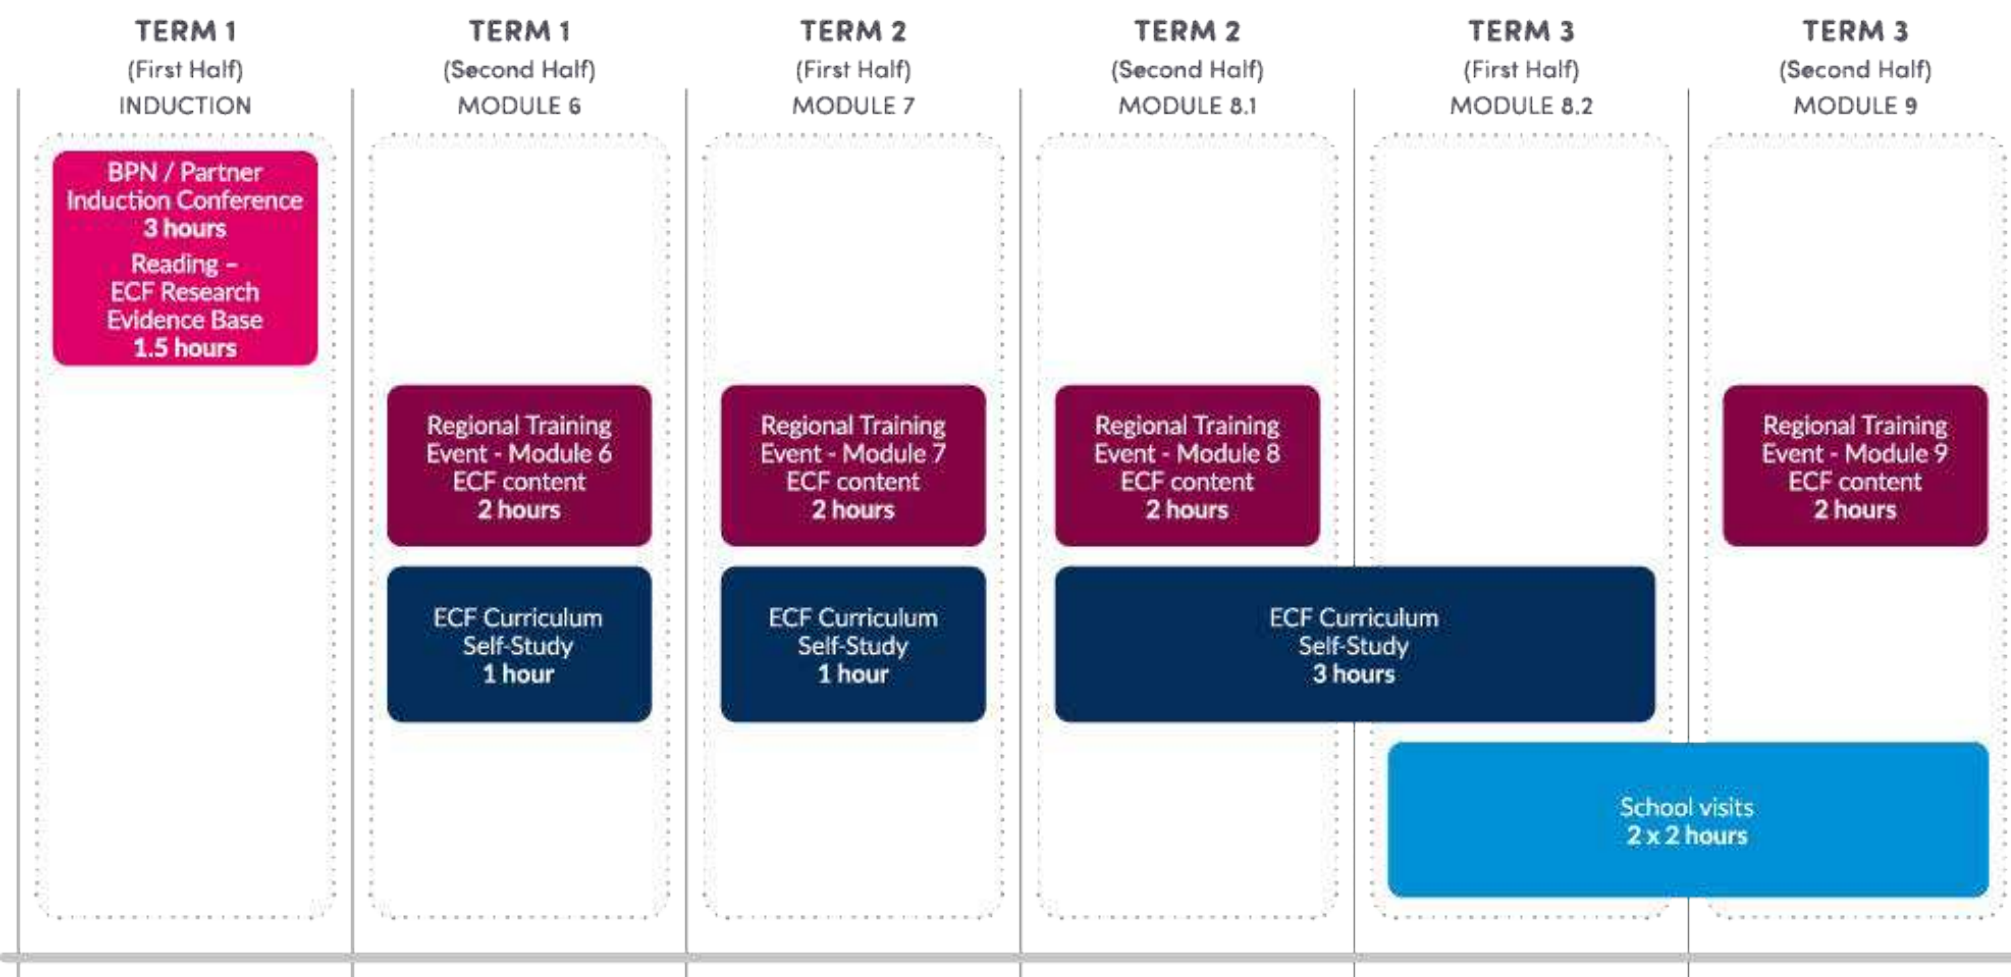 TERM 1
(First Half)
INDUCTION
TERM 1
(Second Half)
MODULE 6
TERM 2
(First Half)
MODULE 7
TERM 2
(Second Half)
MODULE 8.1
TERM 3
(First Half)
MODULE 8.2
TERM 3
(Second Half)
MODULE 9
BPN / Partner
Induction Conference
3 hours
Reading –
ECF Research
Evidence Base
1.5 hours
Regional Training
Event - Module 6
ECF content
2 hours
Regional Training
Event - Module 7
ECF content
2 hours
Regional Training
Event - Module 8
ECF content
2 hours
Regional Training
Event - Module 9
ECF content
2 hours
ECF Curriculum
Self-Study
1 hour
ECF Curriculum
Self-Study
1 hour
ECF Curriculum
Self-Study
3 hours
School visits
2 x 2 hours